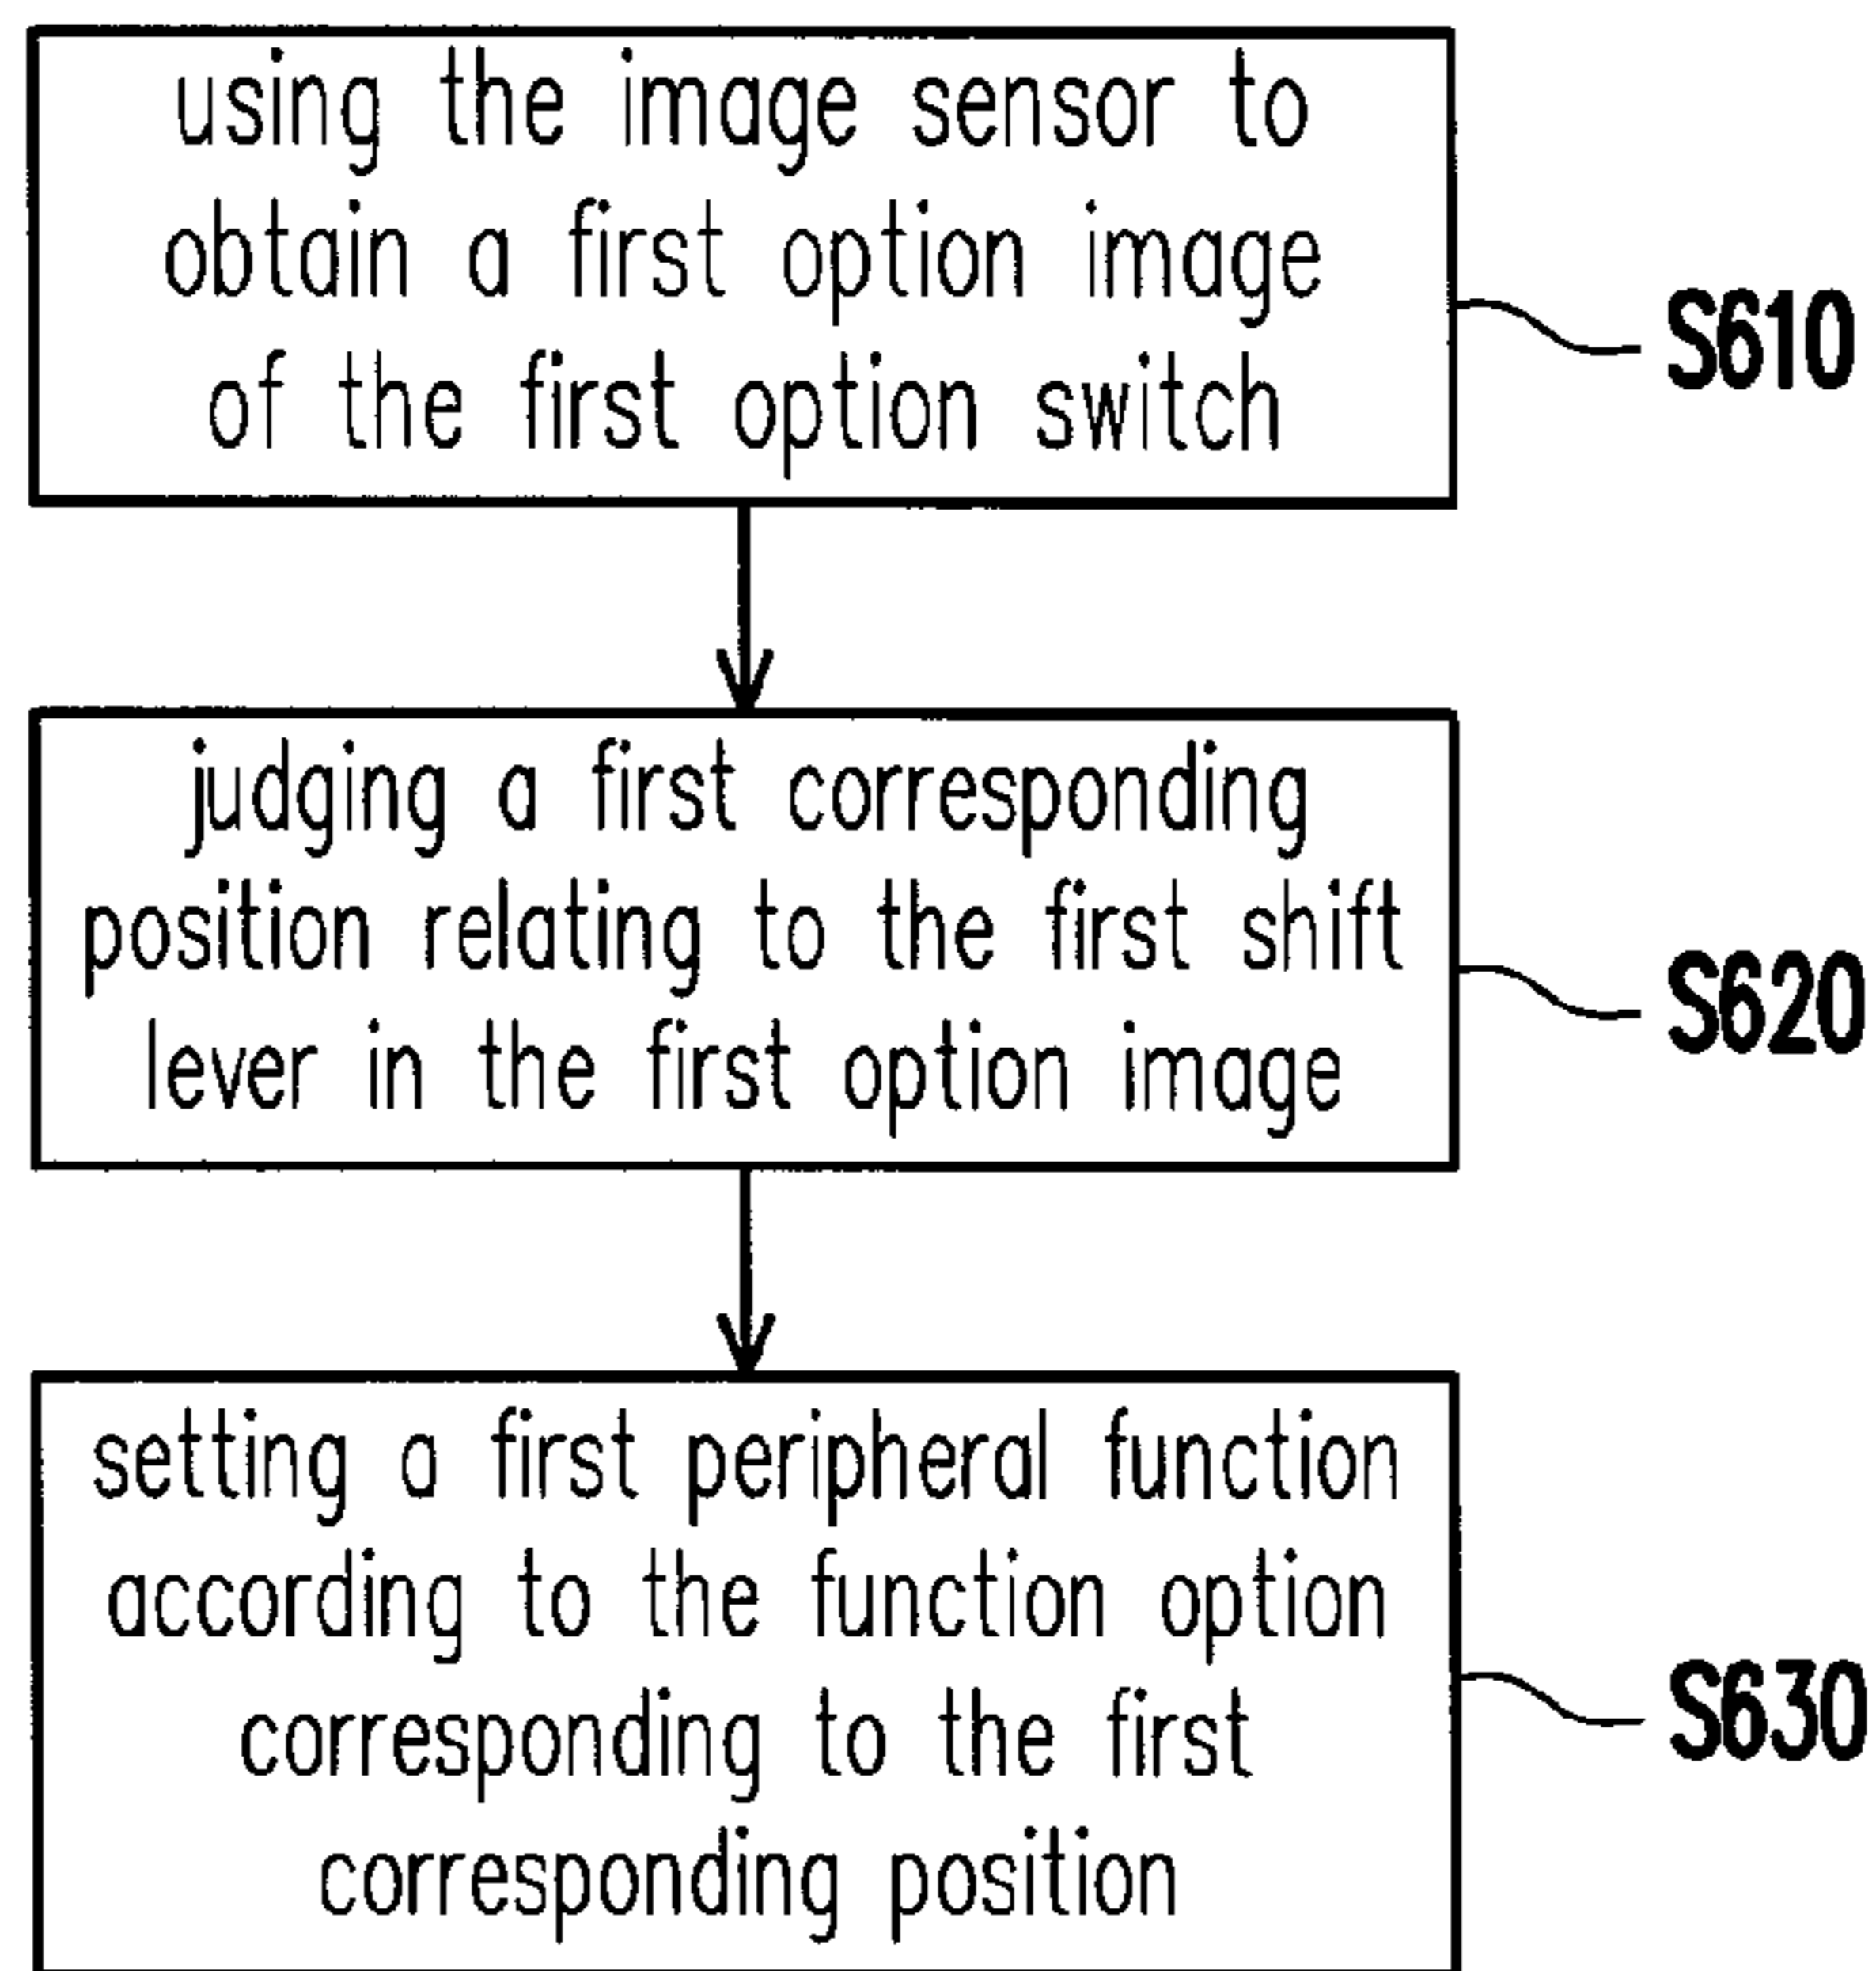 using the image sensor to
obtain a first option image
of the first option switch
S610
judging a first corresponding
position relating to the first shift
lever in the first option image
S620
setting a first peripheral function
according to the function option
corresponding to the first
corresponding position
S630